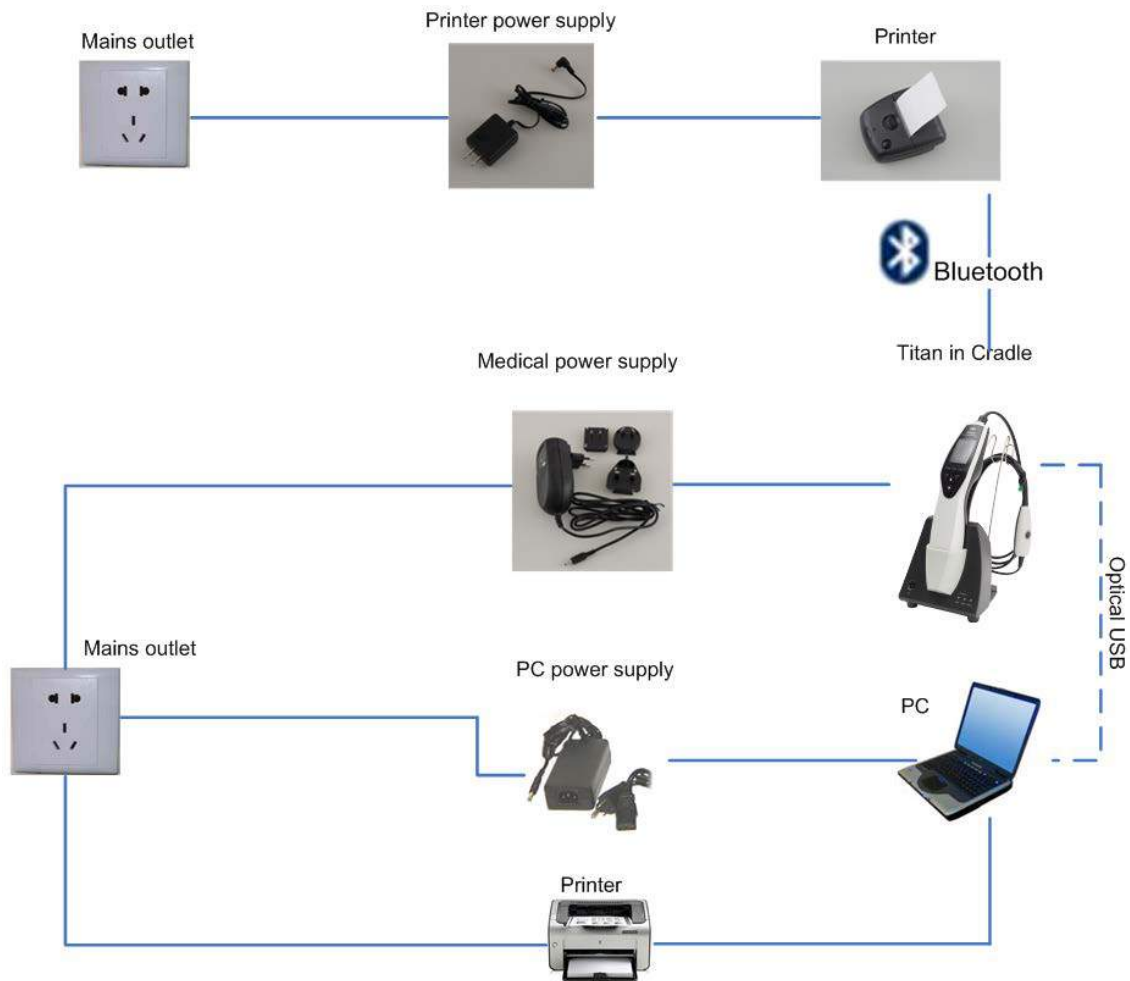 Printer power supply
Mains outlet
Printer
Bluetooth
Titan in Cradle
Medical power supply
Optical USB
Mains outlet
PC power supply
PC
Printer